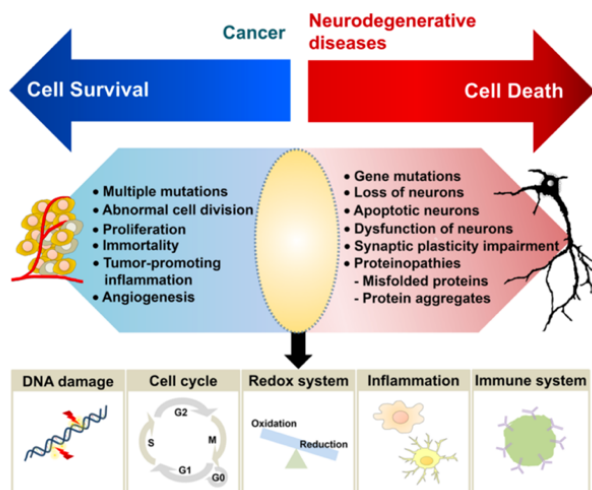 Cancer
Neurodegenerative
diseases
Cell Survival
Cell Death
• Multiple mutations
• Abnormal cell division
• Proliferation
• Immortality
• Tumor-promoting
inflammation
• Angiogenesis
• Gene mutations
• Loss of neurons
• Apoptotic neurons
• Dysfunction of neurons
• Synaptic plasticity impairment
• Proteinopathies
- Misfolded proteins
- Protein aggregates
DNA damage
Cell cycle
G2
S
M
G1
G0
Redox system
Oxidation
Reduction
Inflammation
Immune system